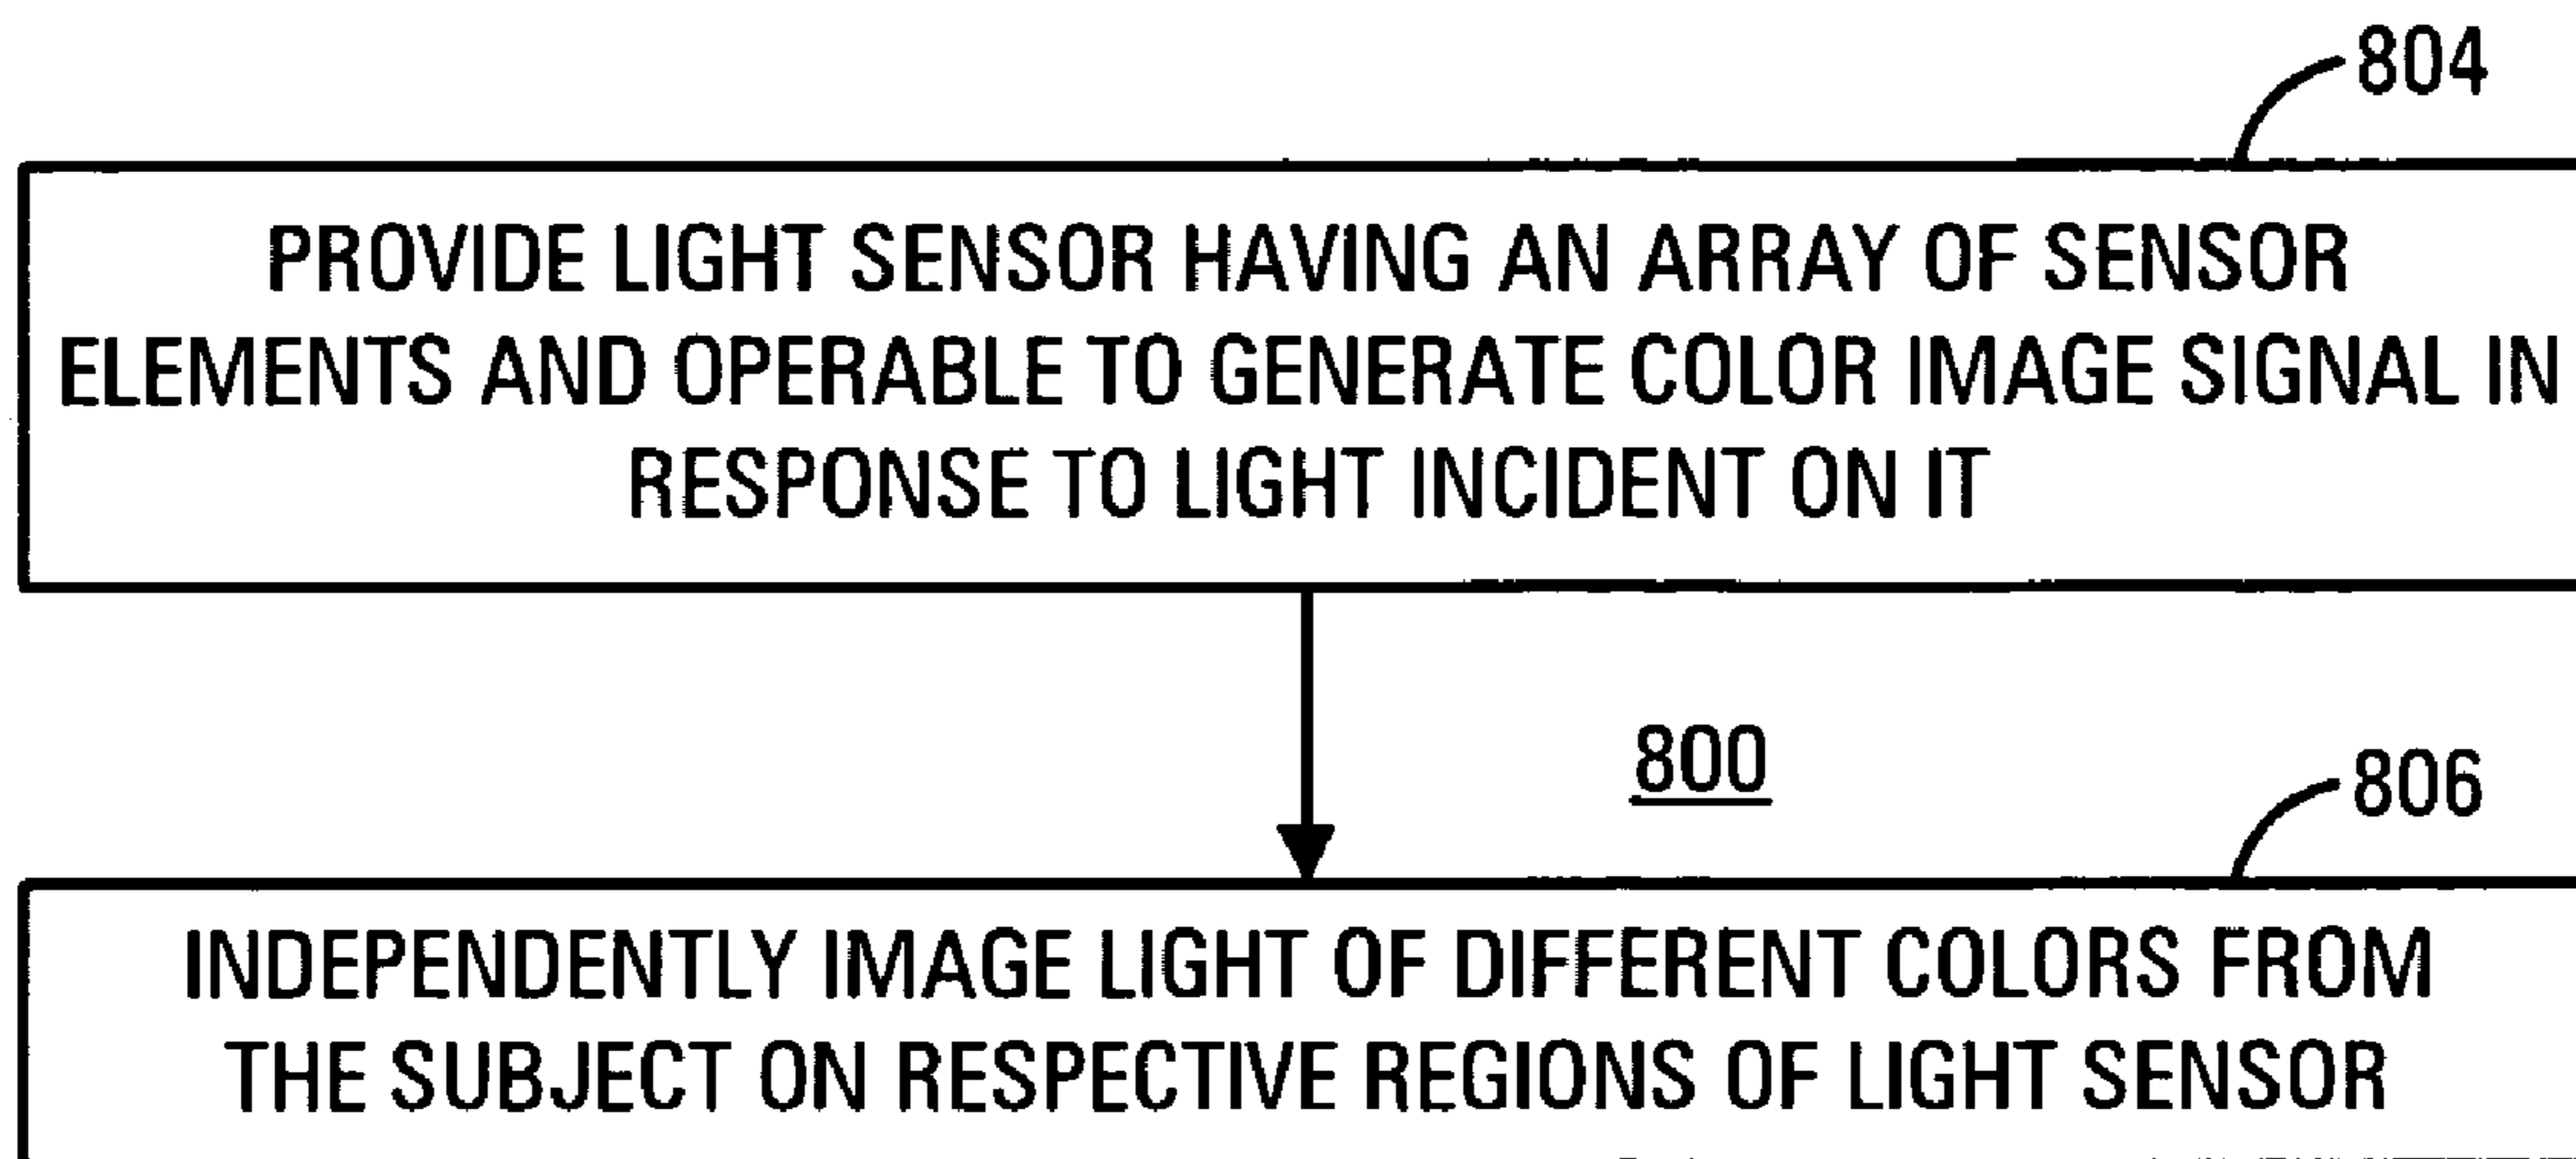 804
PROVIDE LIGHT SENSOR HAVING AN ARRAY OF SENSOR
ELEMENTS AND OPERABLE TO GENERATE COLOR IMAGE SIGNAL IN
RESPONSE TO LIGHT INCIDENT ON IT
800
806
INDEPENDENTLY IMAGE LIGHT OF DIFFERENT COLORS FROM
THE SUBJECT ON RESPECTIVE REGIONS OF LIGHT SENSOR